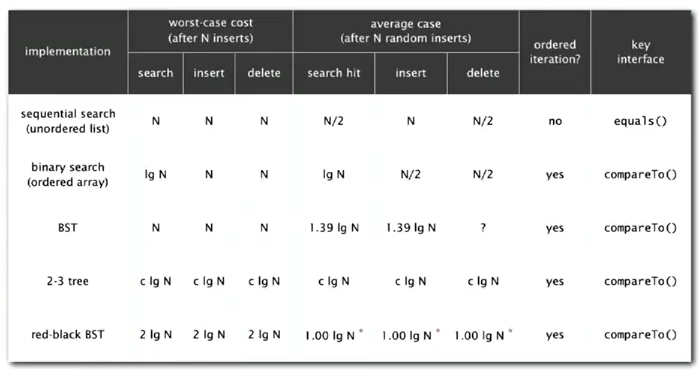 implementation worst-case cost (after N inserts) average case (after N random inserts) ordered iteration? key interface
search insert delete search hit insert delete
sequential search (unordered list) N N N N/2 N N/2 no equals()
binary search (ordered array) lg N N N lg N N/2 N/2 yes compareTo()
BST N N N 1.39 lg N 1.39 lg N ? yes compareTo()
2-3 tree c lg N c lg N c lg N c lg N c lg N c lg N yes compareTo()
red-black BST 2 lg N 2 lg N 2 lg N 1.00 lg N * 1.00 lg N * 1.00 lg N * yes compareTo()